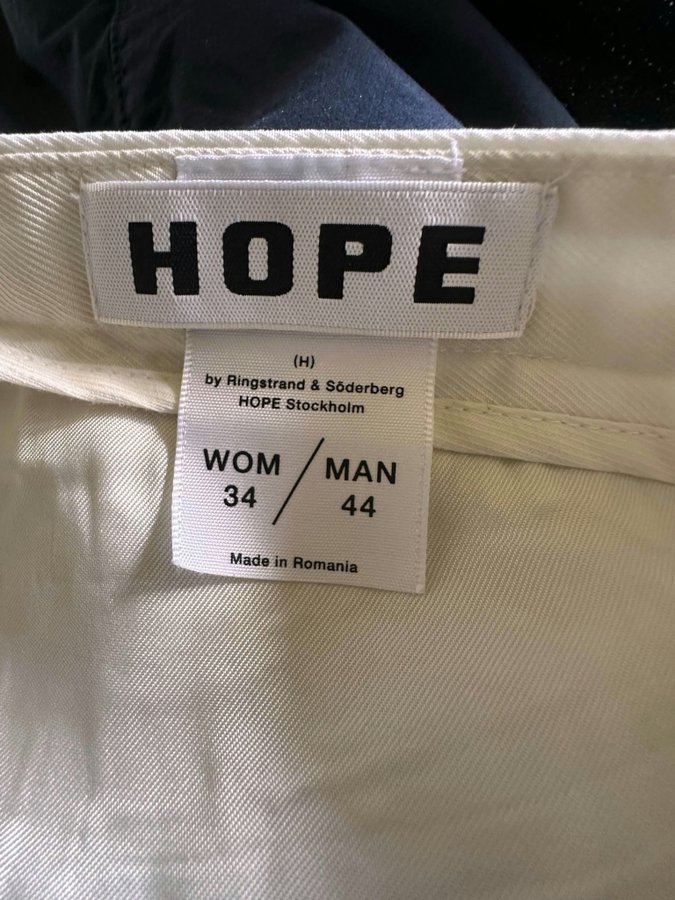 HOPE
(H)
by Ringstrand & Söderberg
HOPE Stockholm
WOM / MAN
34 / 44
Made in Romania